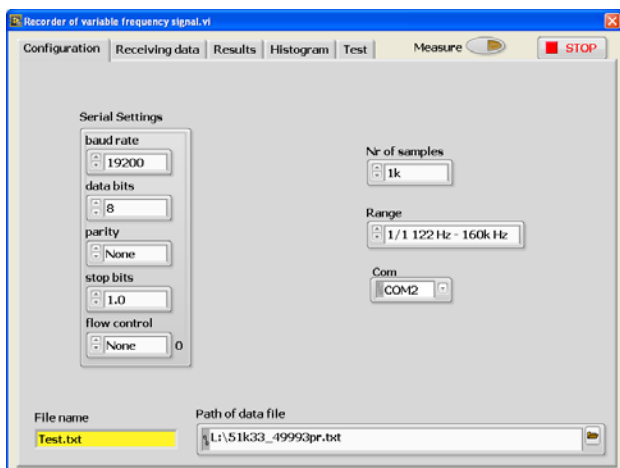 Recorder of variable frequency signal.vi
Configuration Receiving data Results Histogram Test Measure STOP
Serial Settings
baud rate
19200
data bits
8
parity
None
stop bits
1.0
flow control
None 0
Nr of samples
1k
Range
1/1 122 Hz - 160k Hz
Com
COM2
File name
Test.txt
Path of data file
L:\51k33_49993pr.txt